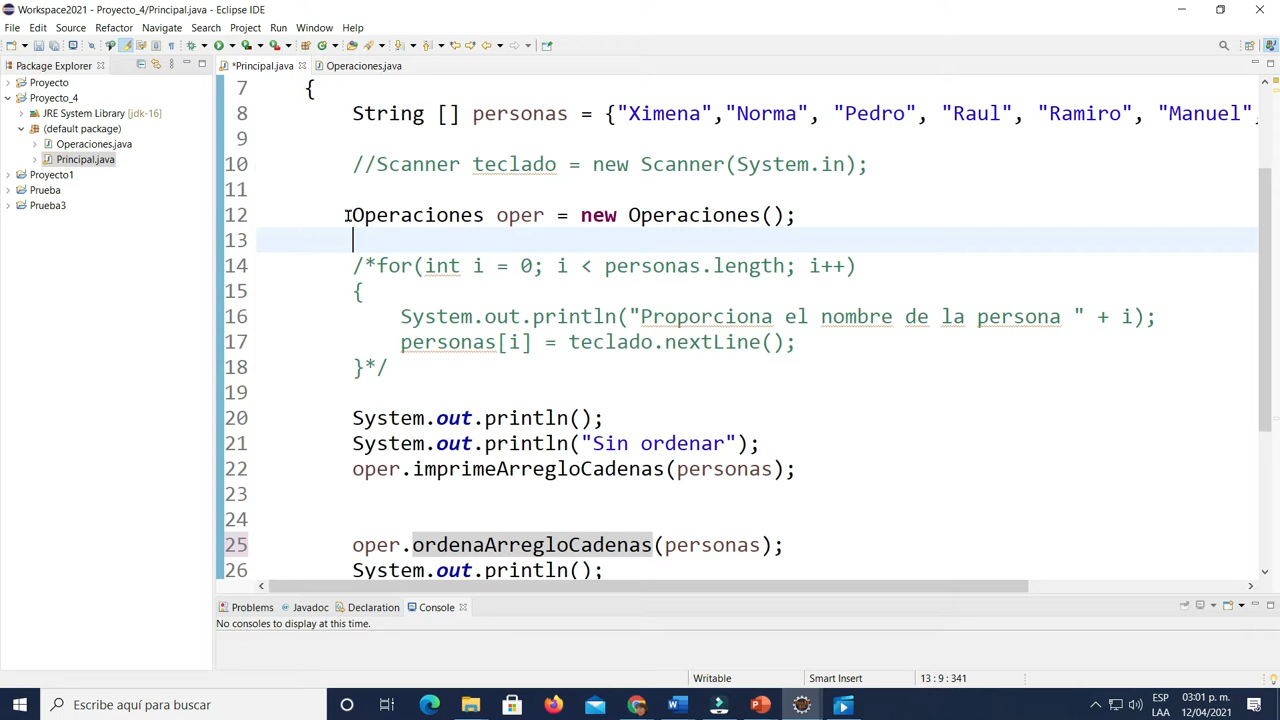 Workspace2021 - Proyecto_4/Principal.java - Eclipse IDE
File Edit Source Refactor Navigate Search Project Run Window Help
Package Explorer
*Principal.java
Operaciones.java
Proyecto
Proyecto_4
JRE System Library [jdk-16]
(default package)
Operaciones.java
Principal.java
Proyecto1
Prueba
Prueba3
7 {
8 String [] personas = {"Ximena","Norma", "Pedro", "Raul", "Ramiro", "Manuel",
9
10 //Scanner teclado = new Scanner(System.in);
11
12 Operaciones oper = new Operaciones();
13
14 /*for(int i = 0; i < personas.length; i++)
15 {
16 System.out.println("Proporciona el nombre de la persona " + i);
17 personas[i] = teclado.nextLine();
18 }*/
19
20 System.out.println();
21 System.out.println("Sin ordenar");
22 oper.imprimeArregloCadenas(personas);
23
24
25 oper.ordenaArregloCadenas(personas);
26 System.out.println();
Problems Javadoc Declaration Console
No consoles to display at this time.
Writable Smart Insert 13 : 9 : 341
Escribe aquí para buscar
ESP 03:01 p. m.
LAA 12/04/2021